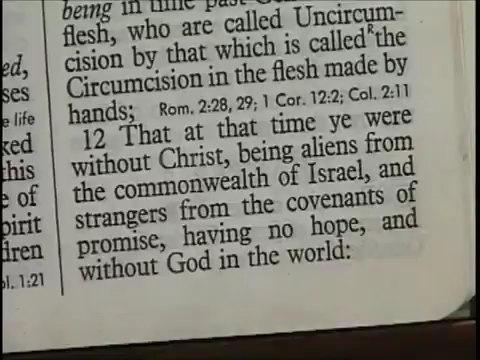 ed,
ses
e life
ked
this
e of
pirit
dren
ol. 1:21
being in time past
flesh, who are called Uncircum-
cision by that which is called R the
Circumcision in the flesh made by
hands; Rom. 2:28, 29; 1 Cor. 12:2; Col. 2:11
12 That at that time ye were
without Christ, being aliens from
the commonwealth of Israel, and
strangers from the covenants of
promise, having no hope, and
without God in the world: